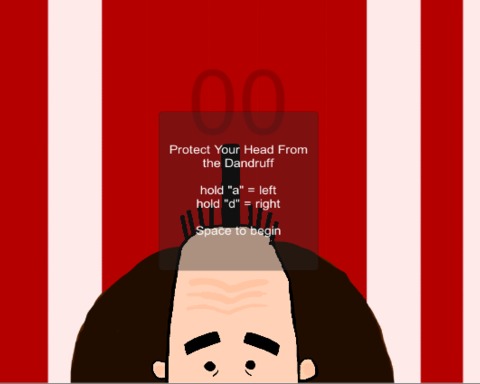 00
Protect Your Head From
the Dandruff
hold "a" = left
hold "d" = right
Space to begin